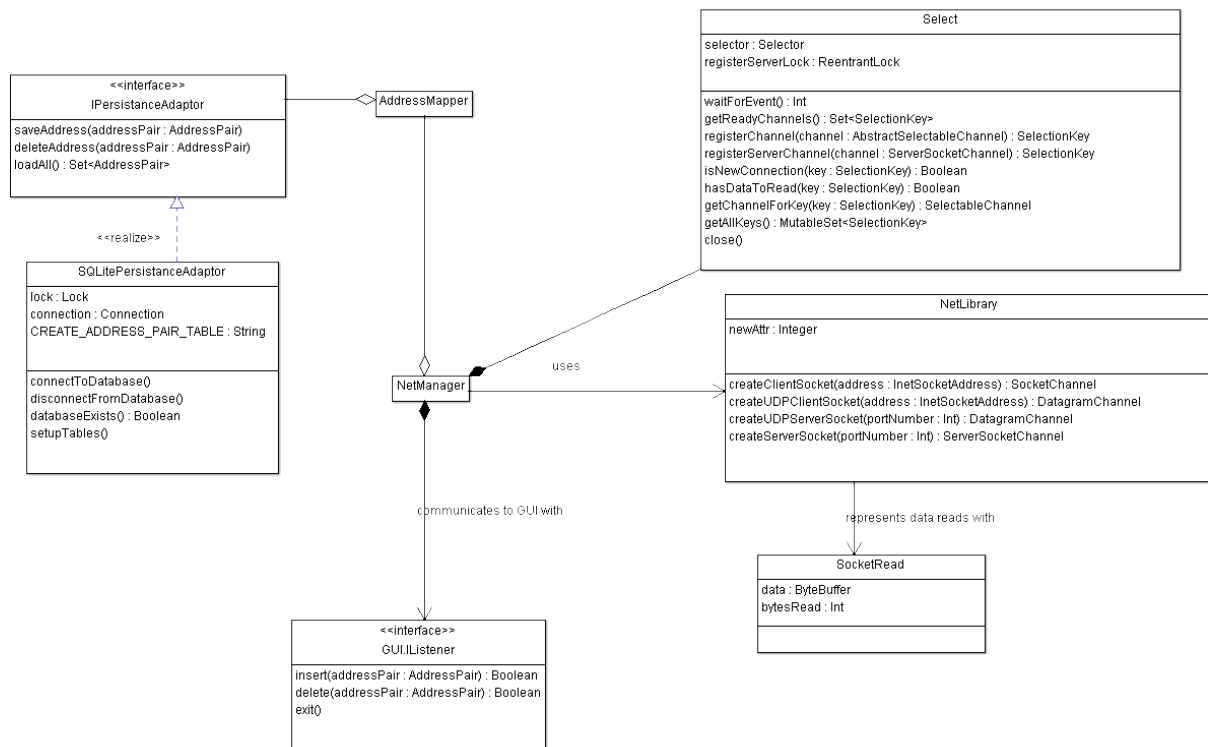 Select
selector : Selector
registerServerLock : ReentrantLock
waitForEvent() : Int
getReadyChannels() : Set<SelectionKey>
registerChannel(channel : AbstractSelectableChannel) : SelectionKey
registerServerChannel(channel : ServerSocketChannel) : SelectionKey
isNewConnection(key : SelectionKey) : Boolean
hasDataToRead(key : SelectionKey) : Boolean
getChannelForKey(key : SelectionKey) : SelectableChannel
getAllKeys() : MutableSet<SelectionKey>
close()
<<interface>>
IPersistanceAdaptor
saveAddress(addressPair : AddressPair)
deleteAddress(addressPair : AddressPair)
loadAll() : Set<AddressPair>
AddressMapper
<<realize>>
SQLitePersistanceAdaptor
lock : Lock
connection : Connection
CREATE_ADDRESS_PAIR_TABLE : String
connectToDatabase()
disconnectFromDatabase()
databaseExists() : Boolean
setupTables()
NetManager
uses
NetLibrary
newAttr : Integer
createClientSocket(address : InetSocketAddress) : SocketChannel
createUDPClientSocket(address : InetSocketAddress) : DatagramChannel
createUDPServerSocket(portNumber : Int) : DatagramChannel
createServerSocket(portNumber : Int) : ServerSocketChannel
communicates to GUI with
represents data reads with
SocketRead
data : ByteBuffer
bytesRead : Int
<<interface>>
GUI.IListener
insert(addressPair : AddressPair) : Boolean
delete(addressPair : AddressPair) : Boolean
exit()